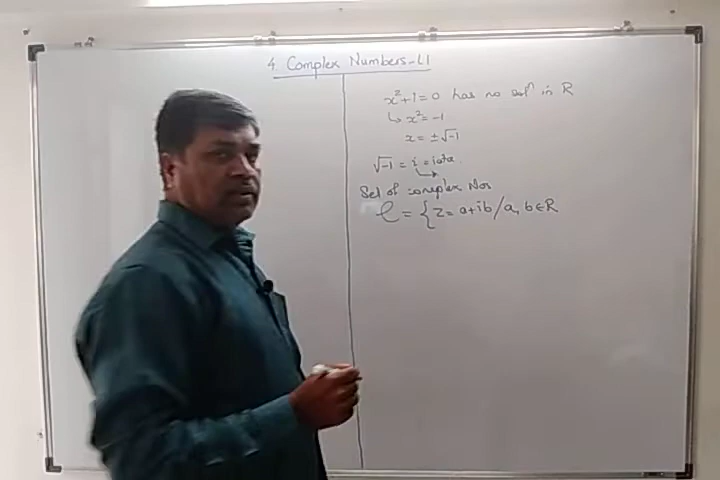 4. Complex Numbers-L1
x²+1=0 has no solⁿ in R
↳ x²=-1
x = ±√-1
√-1 = i = iota
Set of complex Nos
C = {z = a+ib/a, b∈R